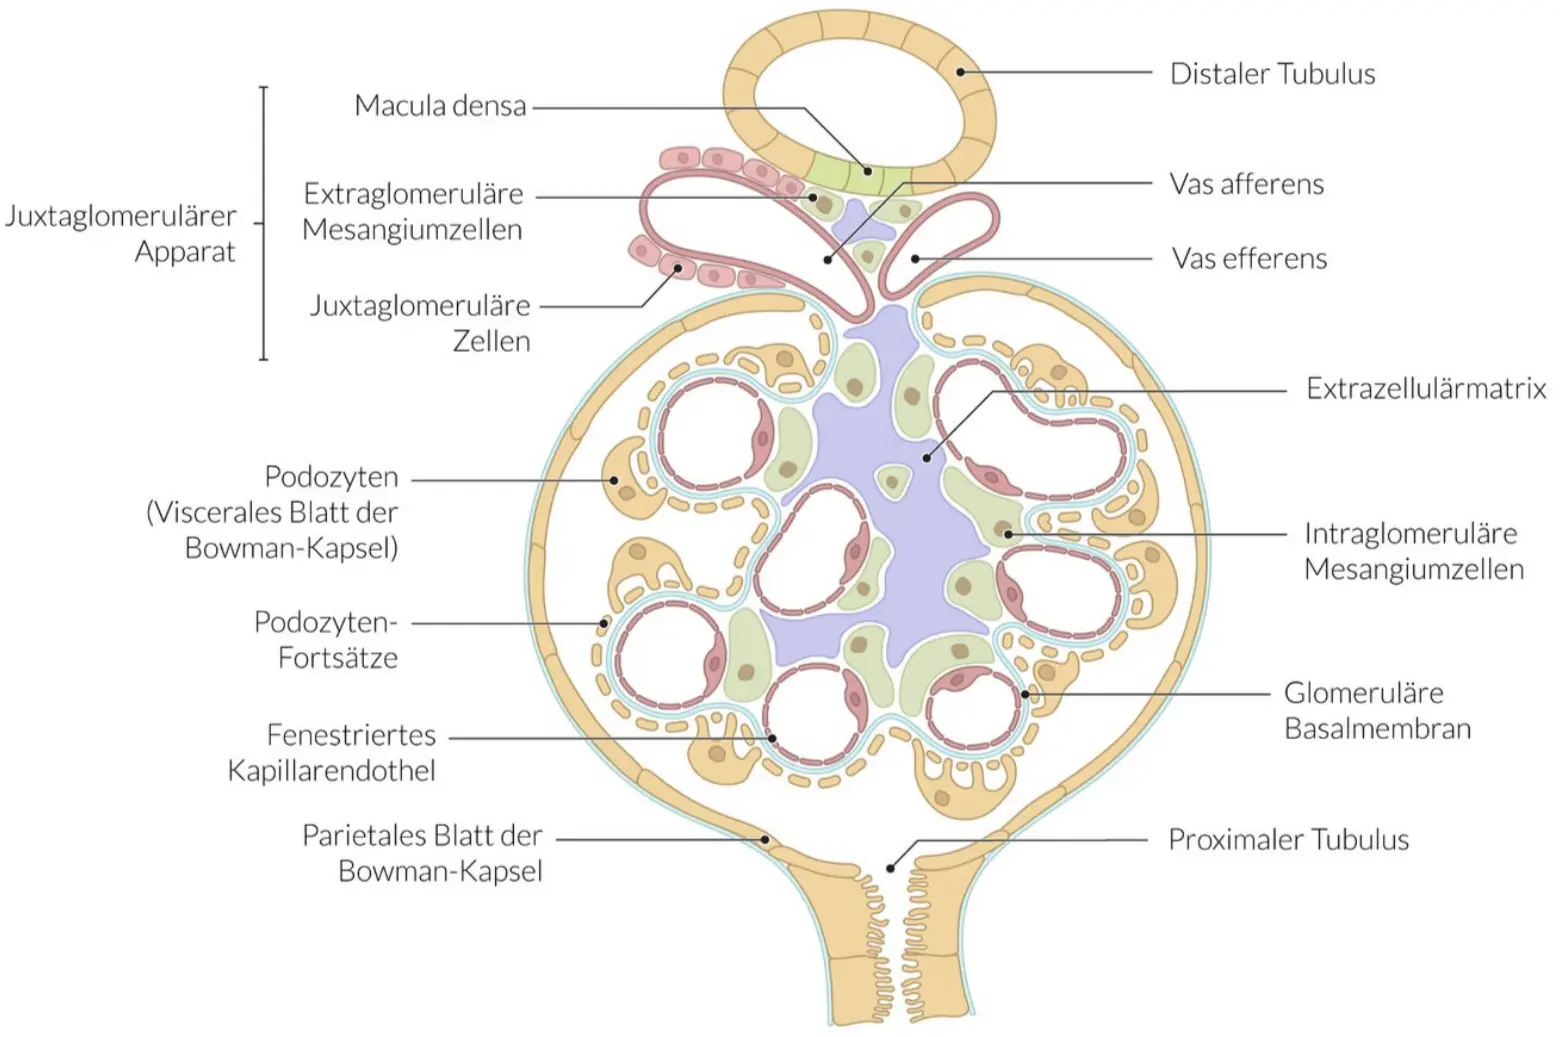 Distaler Tubulus
Macula densa
Vas afferens
Extraglomeruläre
Mesangiumzellen
Juxtaglomerulärer
Apparat
Vas efferens
Juxtaglomeruläre
Zellen
Extrazellulärmatrix
Podozyten
(Viscerales Blatt der
Bowman-Kapsel)
Intraglomeruläre
Mesangiumzellen
Podozyten-
Fortsätze
Glomeruläre
Basalmembran
Fenestriertes
Kapillarendothel
Parietales Blatt der
Bowman-Kapsel
Proximaler Tubulus